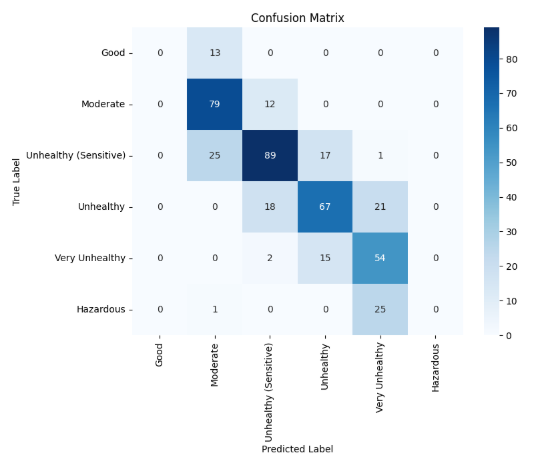 Confusion Matrix
True Label
Good 0 13 0 0 0 0
Moderate 0 79 12 0 0 0
Unhealthy (Sensitive) 0 25 89 17 1 0
Unhealthy 0 0 18 67 21 0
Very Unhealthy 0 0 2 15 54 0
Hazardous 0 1 0 0 25 0
Good
Moderate
Unhealthy (Sensitive)
Unhealthy
Very Unhealthy
Hazardous
Predicted Label
80
70
60
50
40
30
20
10
0